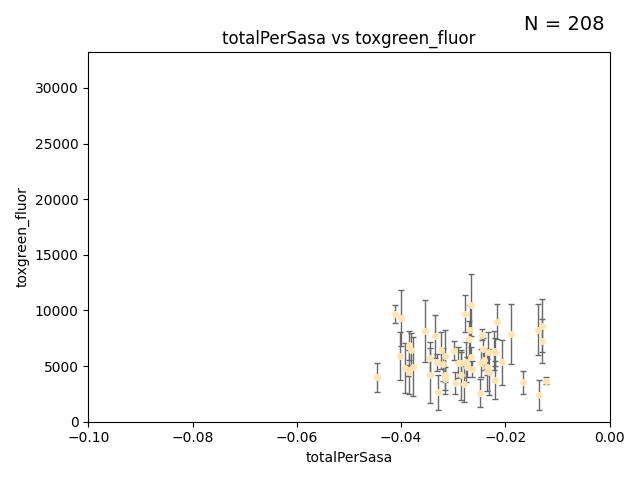 N = 208
totalPerSasa vs toxgreen_fluor
30000
25000
20000
15000
10000
5000
0
toxgreen_fluor
−0.10 −0.08 −0.06 −0.04 −0.02 0.00
totalPerSasa